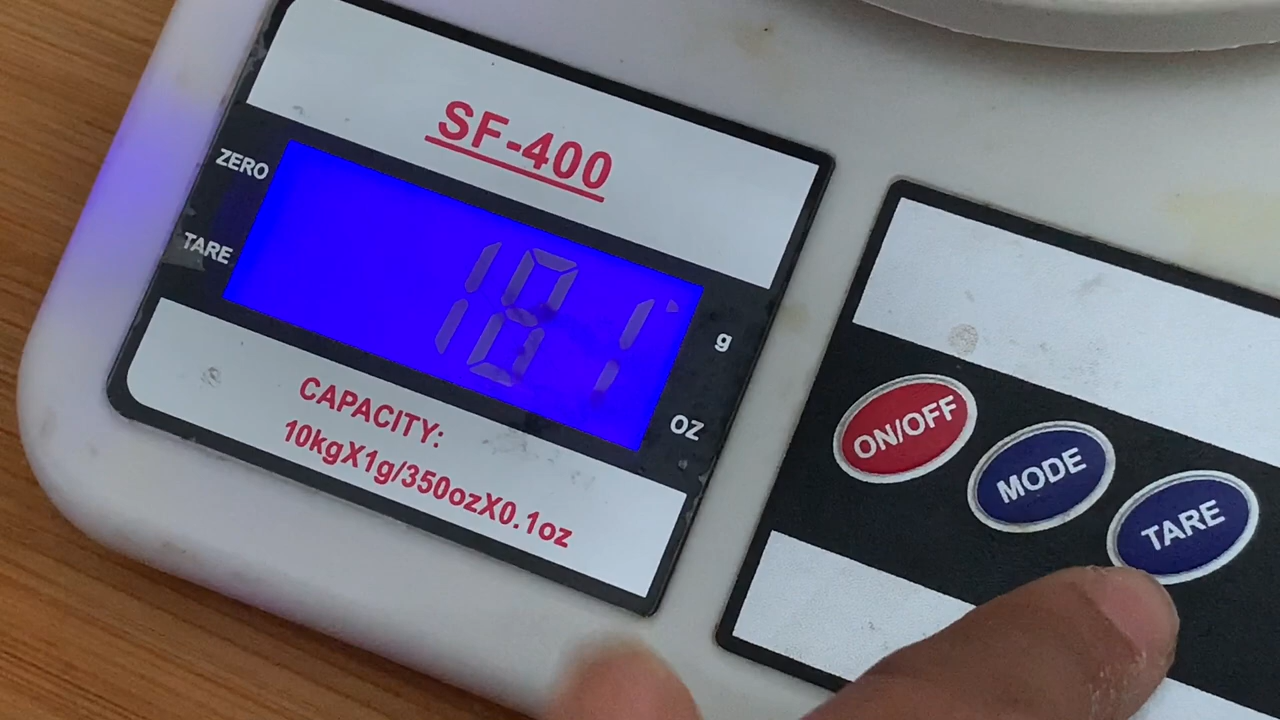 SF-400
ZERO
TARE
181
g
OZ
CAPACITY:
10kgX1g/350ozX0.1oz
ON/OFF
MODE
TARE